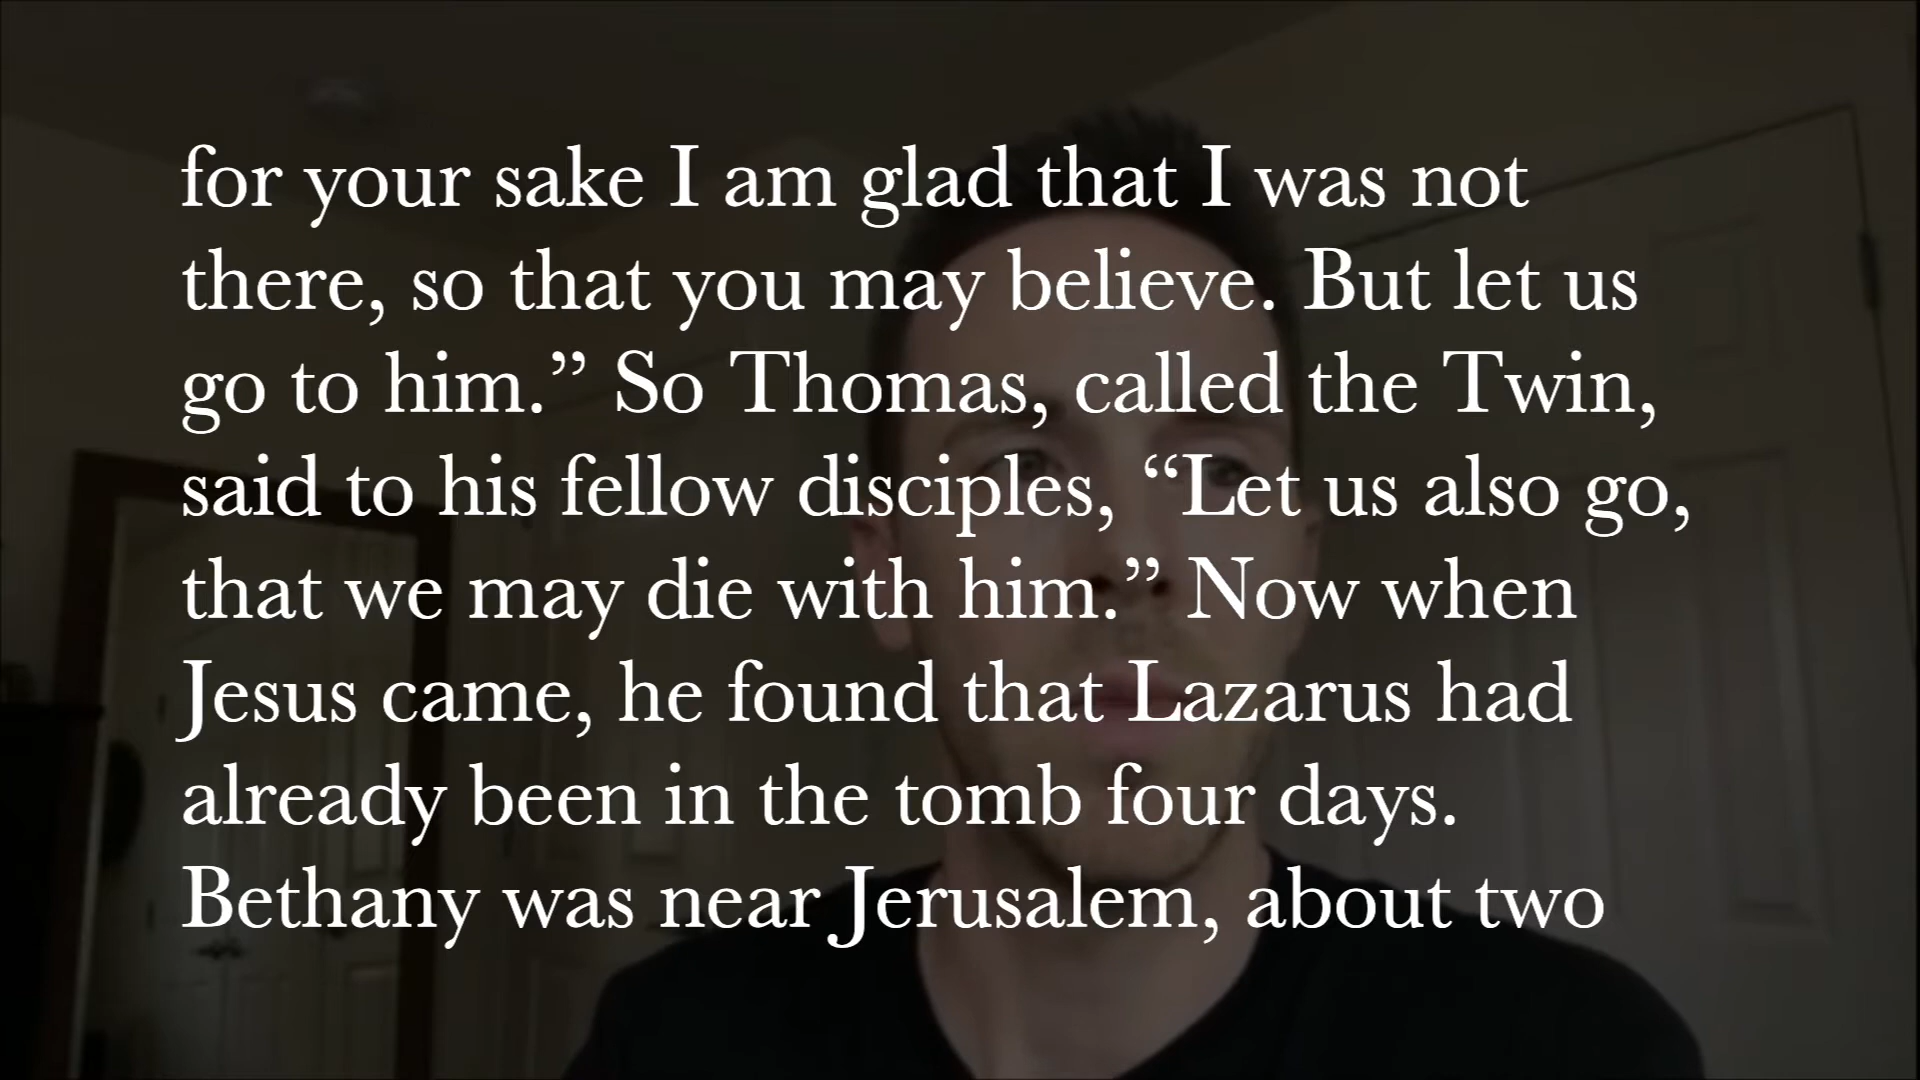 for your sake I am glad that I was not
there, so that you may believe. But let us
go to him.” So Thomas, called the Twin,
said to his fellow disciples, “Let us also go,
that we may die with him.” Now when
Jesus came, he found that Lazarus had
already been in the tomb four days.
Bethany was near Jerusalem, about two